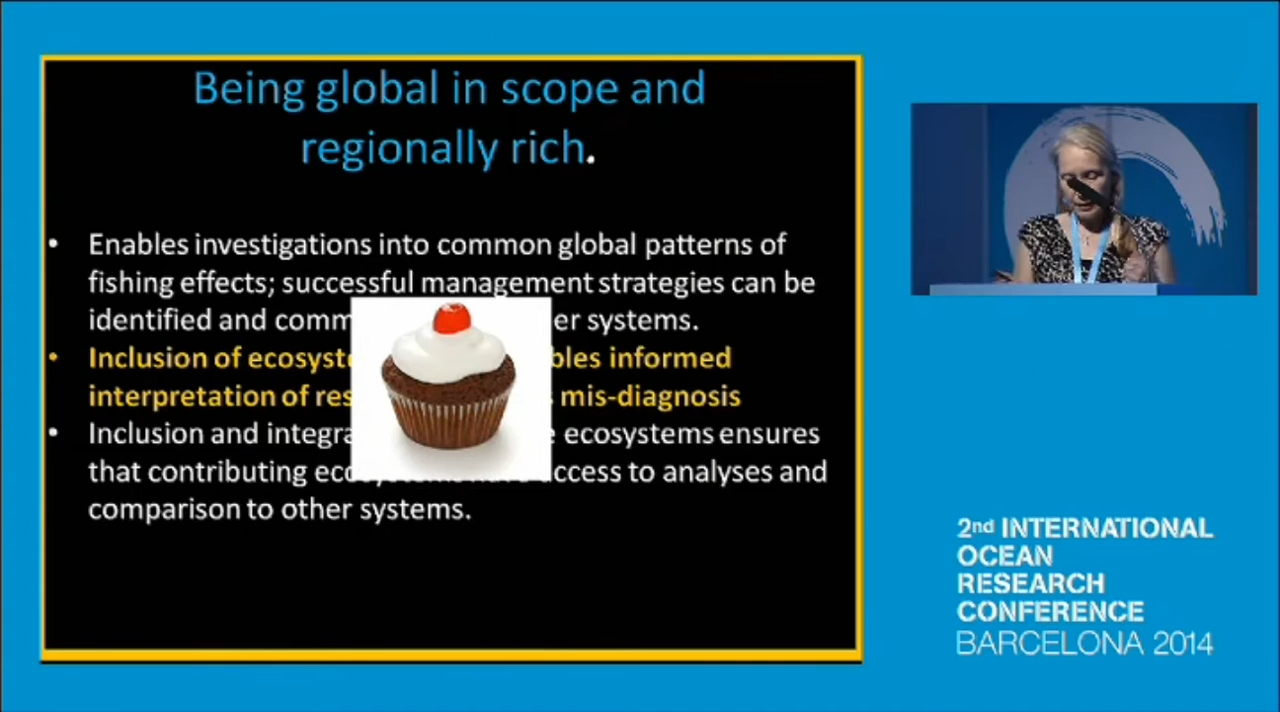 Being global in scope and
regionally rich.
• Enables investigations into common global patterns of
fishing effects; successful management strategies can be
identified and comm er systems.
• Inclusion of ecosyst bles informed
interpretation of res mis-diagnosis
• Inclusion and integra ecosystems ensures
that contributing access to analyses and
comparison to other systems.
2nd INTERNATIONAL
OCEAN
RESEARCH
CONFERENCE
BARCELONA 2014